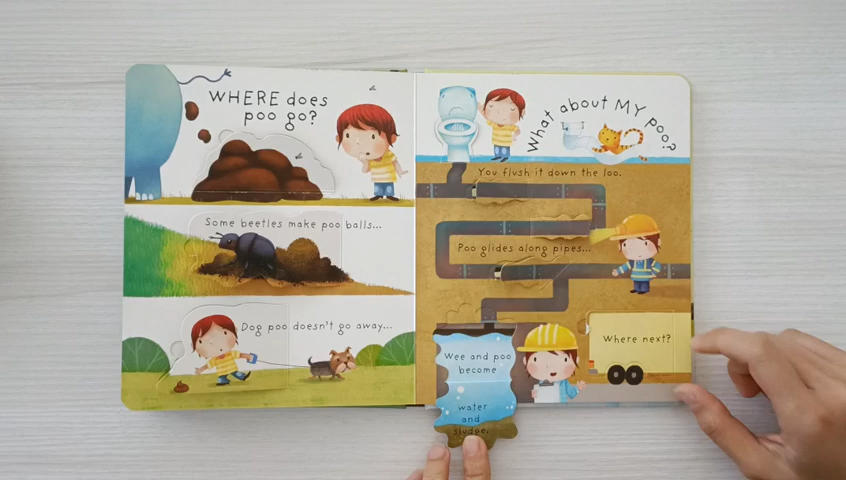 WHERE does
poo go?
Some beetles make poo balls...
Dog poo doesn't go away...
What about MY poo?
You flush it down the loo.
Poo glides along pipes...
Wee and poo
become
water
and
sludge.
Where next?